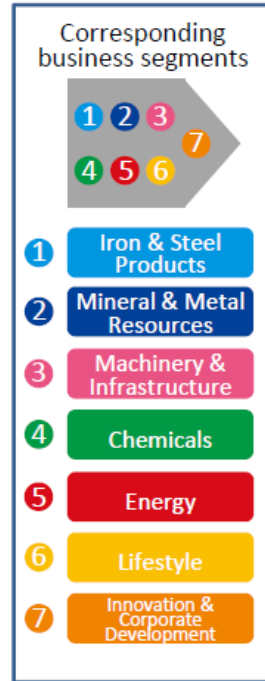 Corresponding
business segments
1 2 3
7
4 5 6
1 Iron & Steel
Products
2 Mineral & Metal
Resources
3 Machinery &
Infrastructure
4 Chemicals
5 Energy
6 Lifestyle
7 Innovation &
Corporate
Development